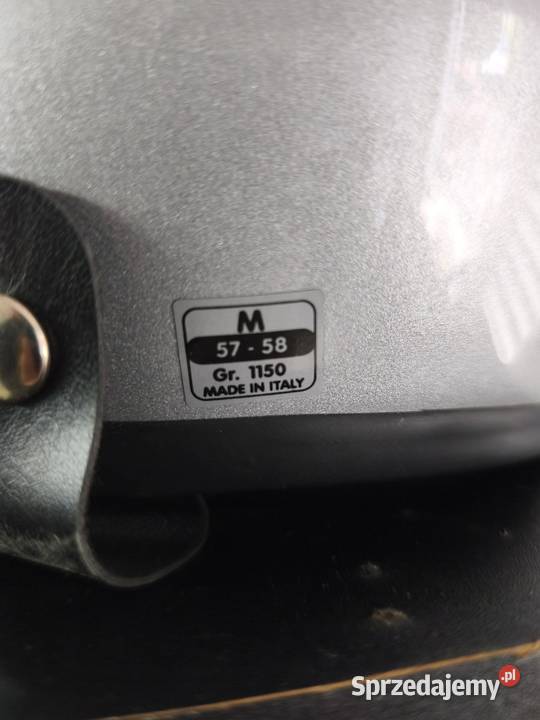 M
57 - 58
Gr. 1150
MADE IN ITALY
Sprzedajemy.pl